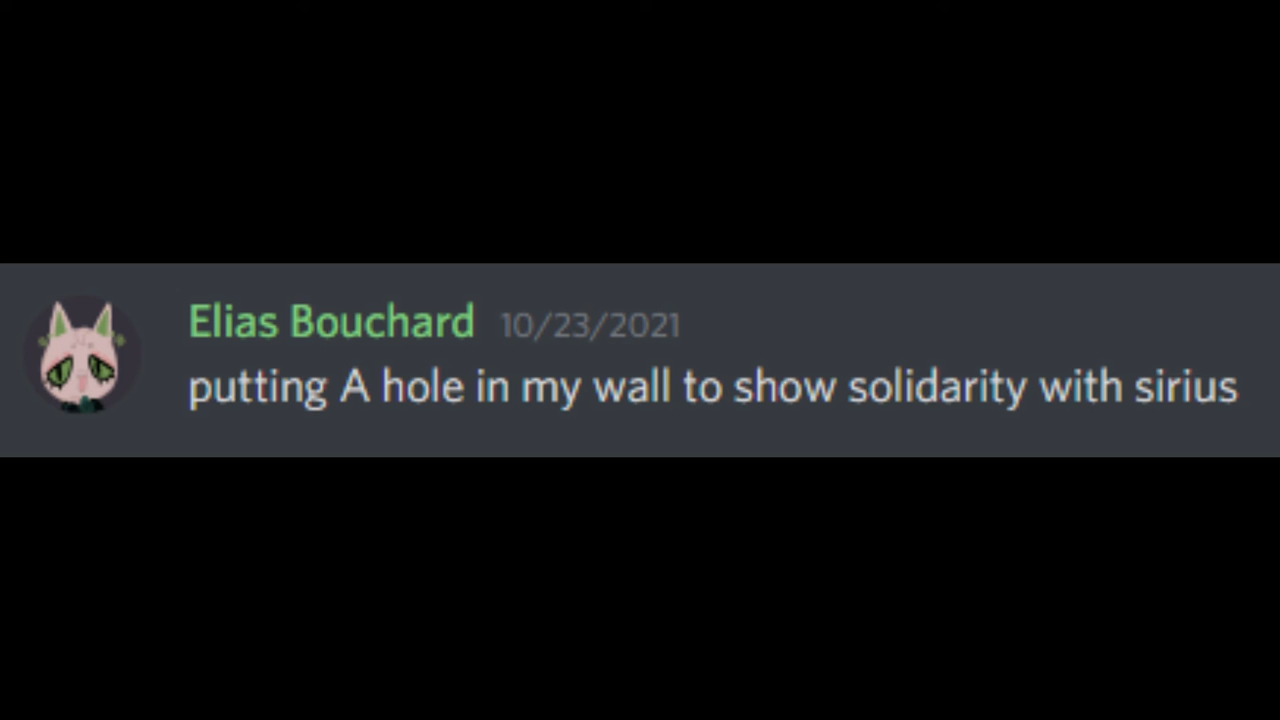 Elias Bouchard 10/23/2021
putting A hole in my wall to show solidarity with sirius